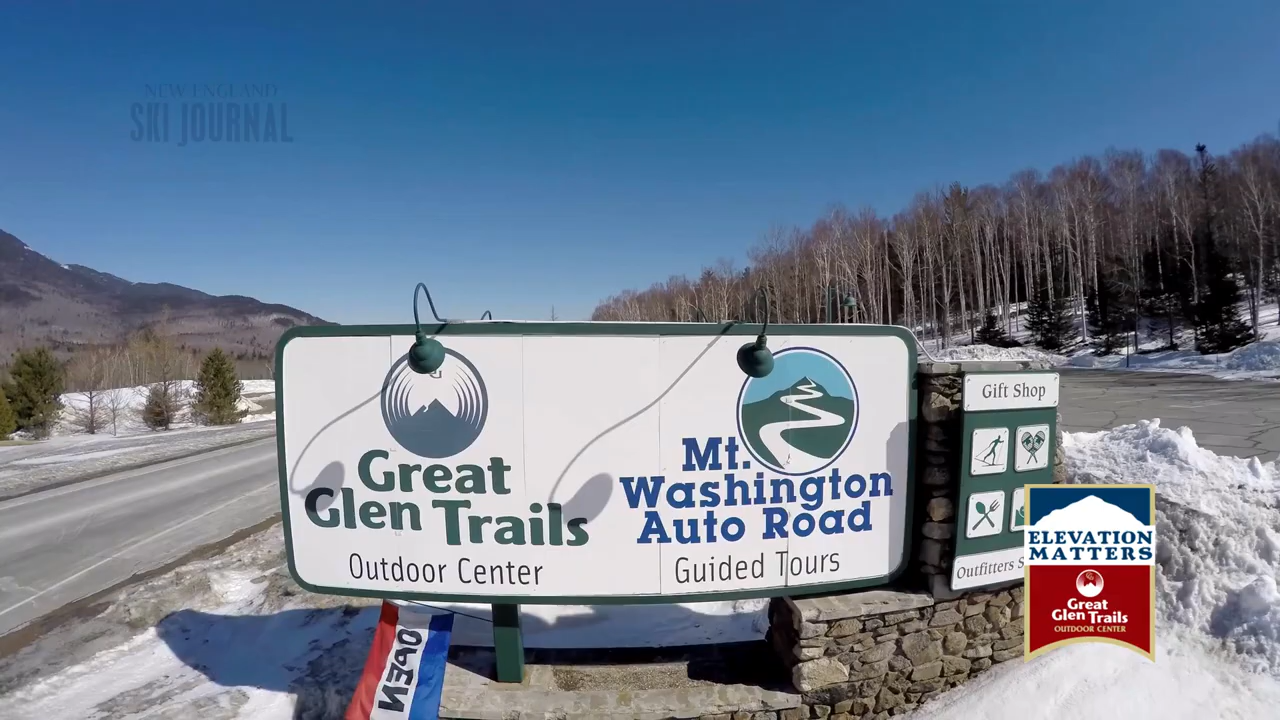 NEW ENGLAND
SKI JOURNAL
Great
Glen Trails
Outdoor Center
Mt.
Washington
Auto Road
Guided Tours
Gift Shop
Outfitters
OPEN
ELEVATION
MATTERS
Great
Glen Trails
OUTDOOR CENTER